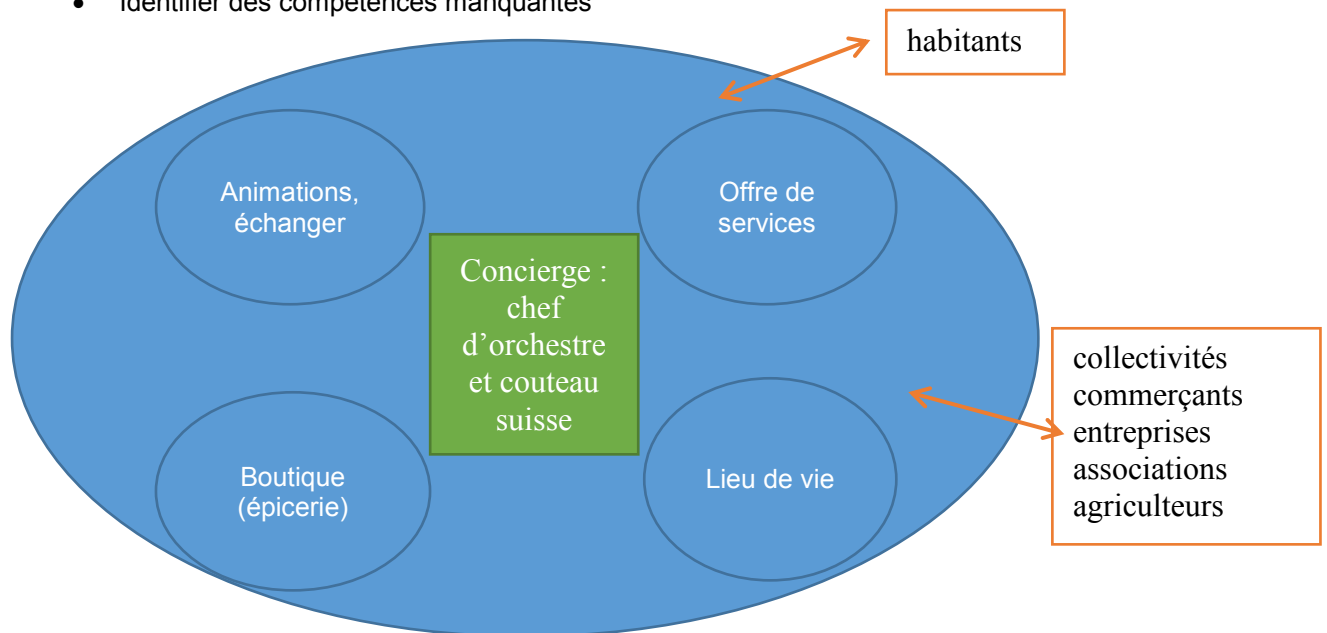 • Identifier des compétences manquantes
habitants
Animations,
échanger
Offre de
services
Concierge :
chef
d’orchestre
et couteau
suisse
collectivités
commerçants
entreprises
associations
agriculteurs
Boutique
(épicerie)
Lieu de vie